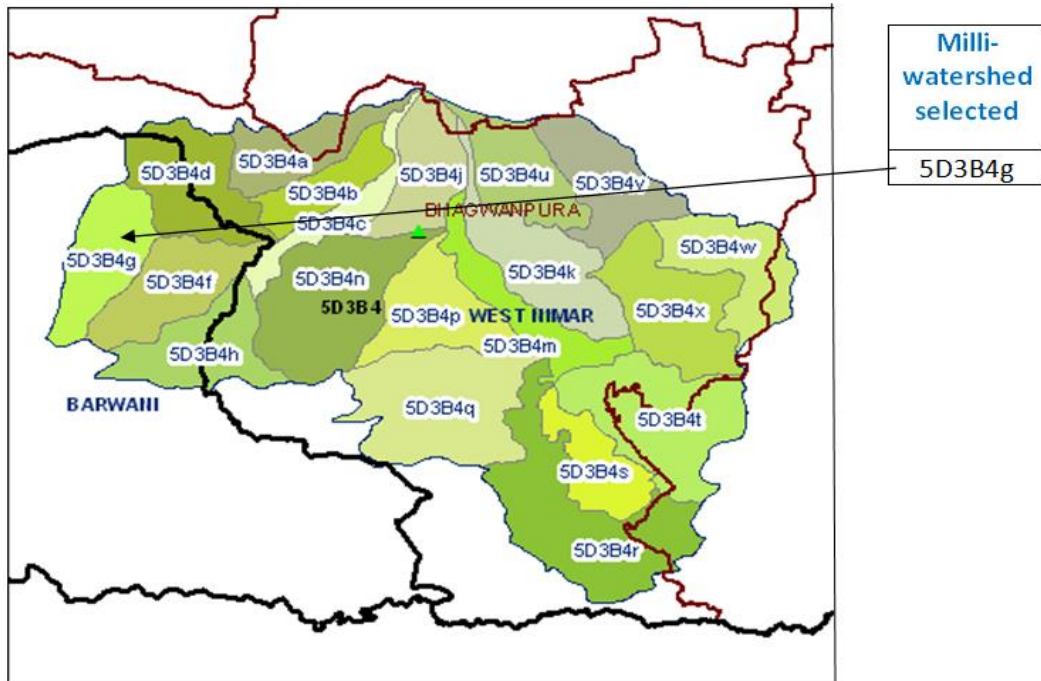 Milli-
watershed
selected
5D3B4g
5D3B4a
5D3B4d
5D3B4b
5D3B4j
5D3B4u
5D3B4v
BHAGWANPURA
5D3B4c
5D3B4w
5D3B4g
5D3B4f
5D3B4n
5D3B4k
5D3B4
5D3B4p
WEST NIMAR
5D3B4x
5D3B4h
5D3B4m
BARWANI
5D3B4q
5D3B4t
5D3B4s
5D3B4r